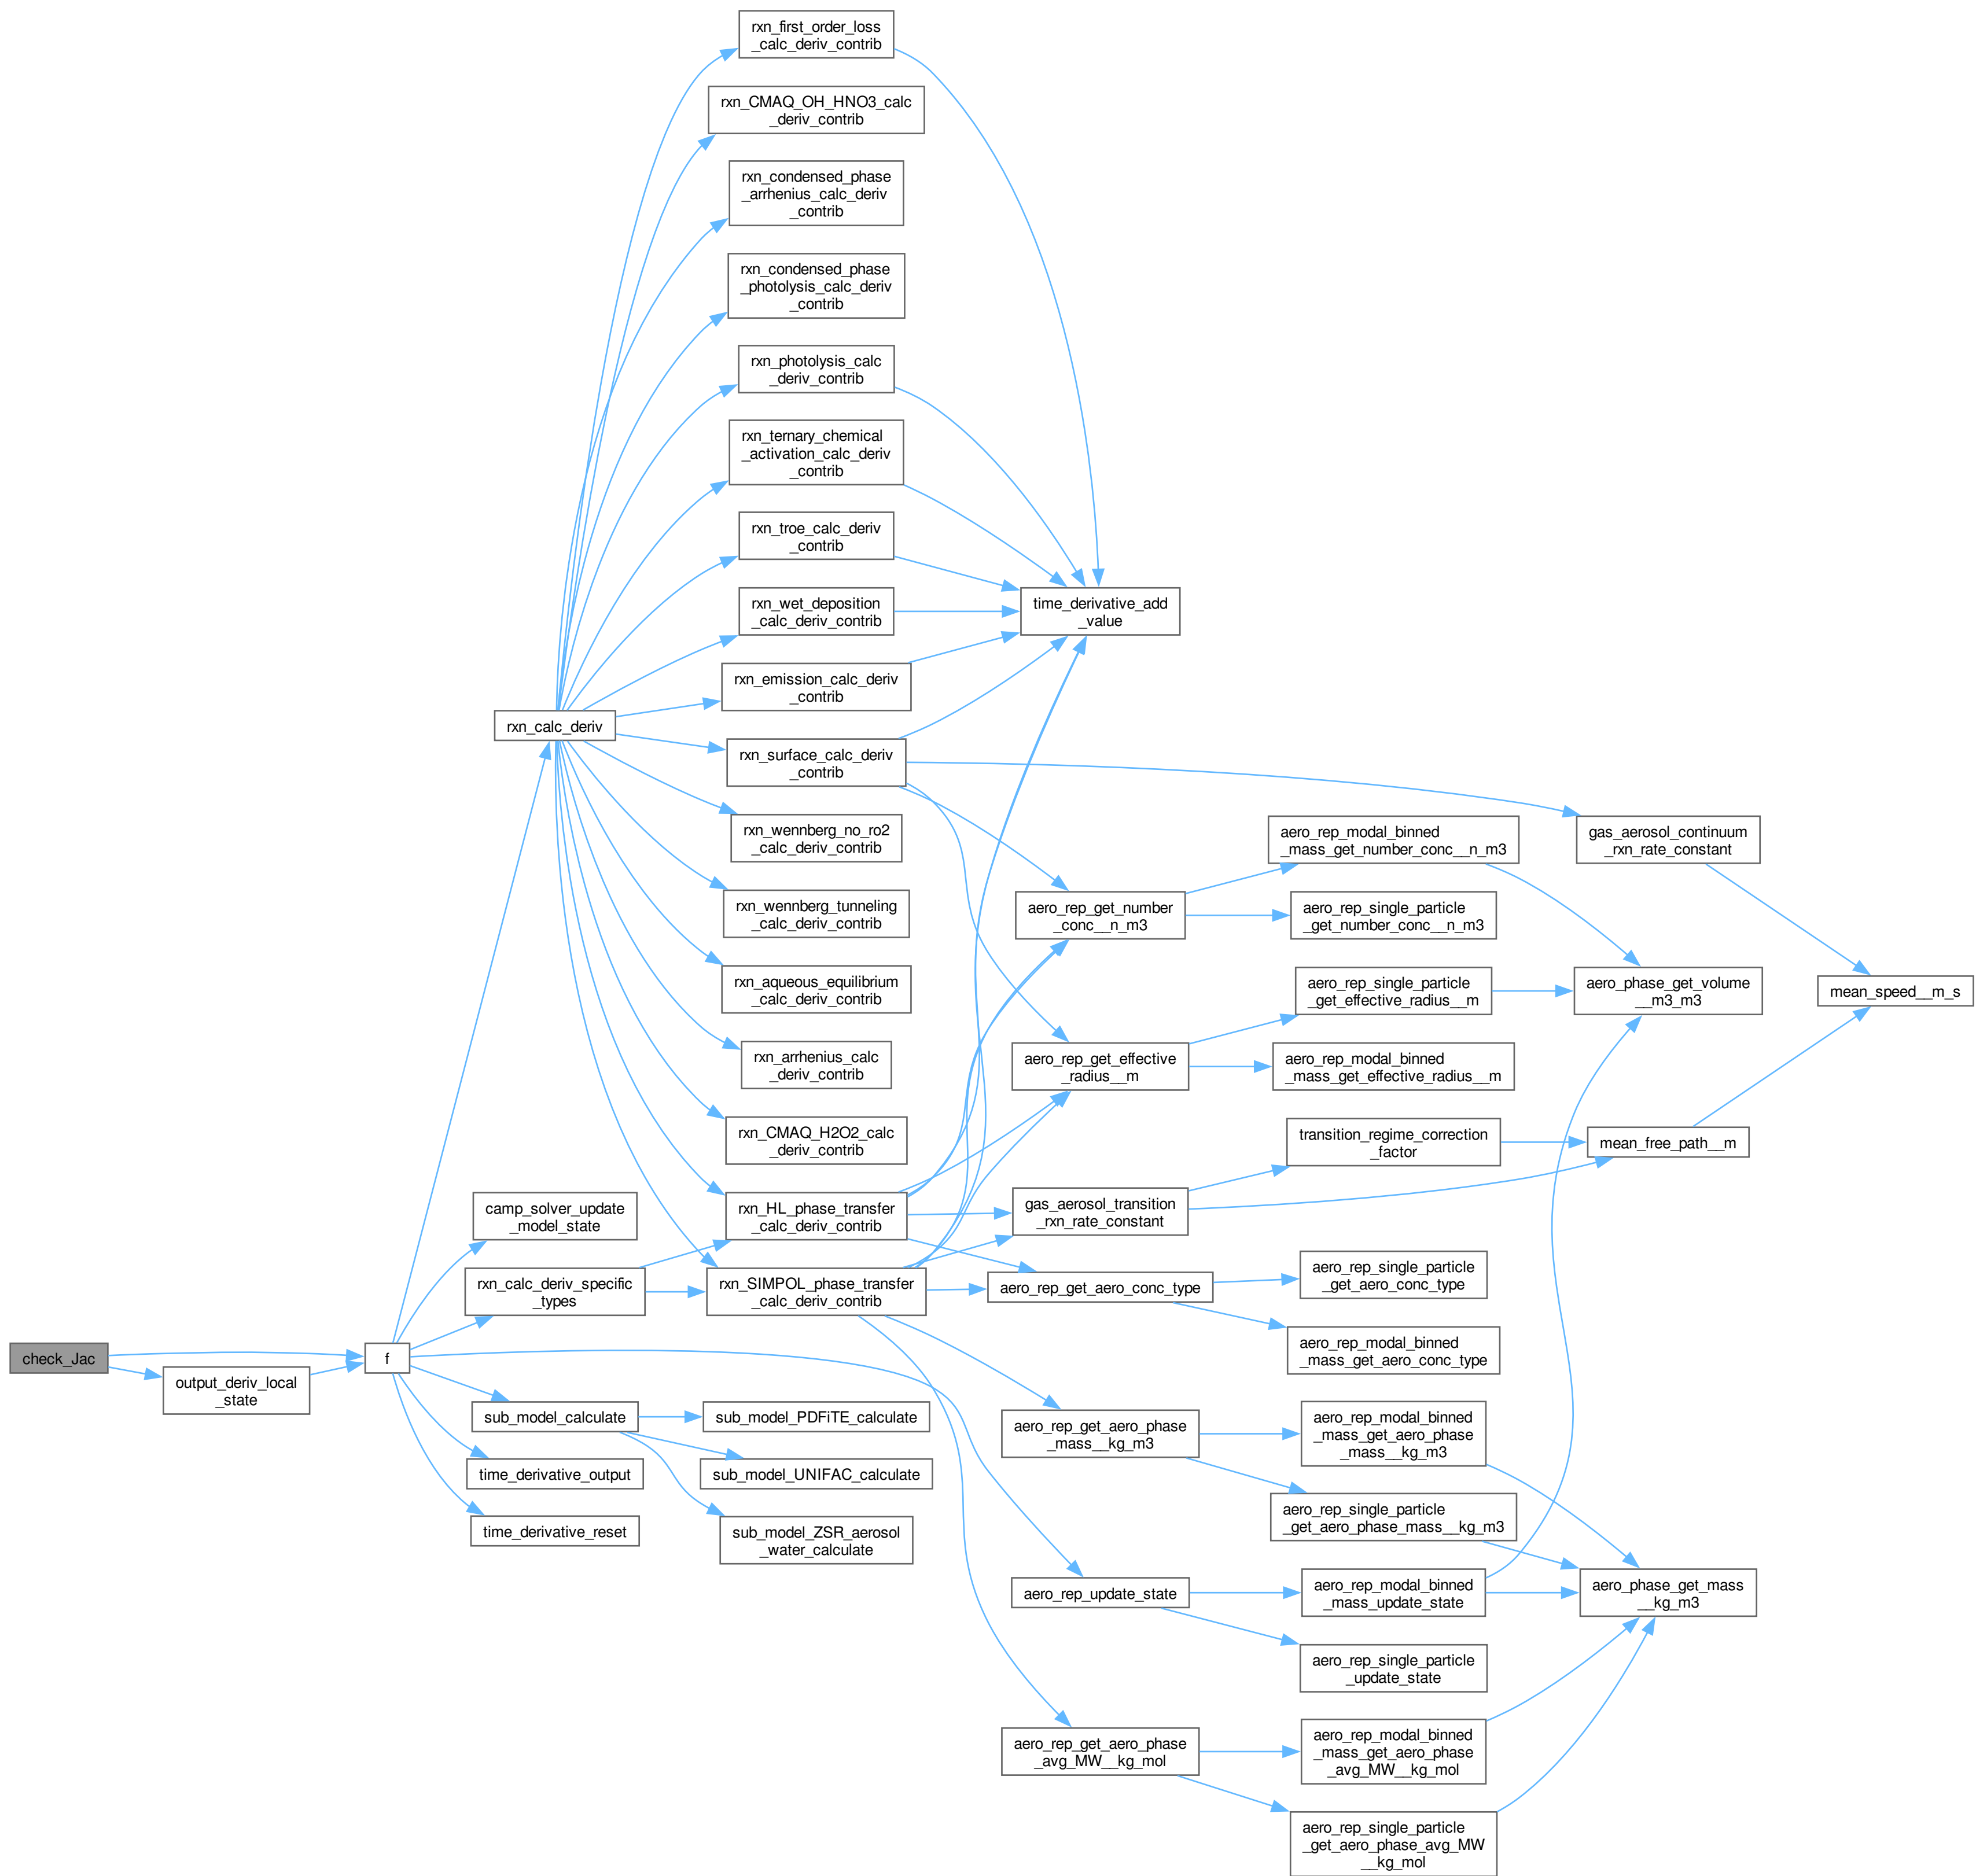 rxn_first_order_loss
_calc_deriv_contrib
rxn_CMAQ_OH_HNO3_calc
_deriv_contrib
rxn_condensed_phase
_arrhenius_calc_deriv
_contrib
rxn_condensed_phase
_photolysis_calc_deriv
_contrib
rxn_photolysis_calc
_deriv_contrib
rxn_ternary_chemical
_activation_calc_deriv
_contrib
rxn_troe_calc_deriv
_contrib
rxn_wet_deposition
_calc_deriv_contrib
time_derivative_add
_value
rxn_emission_calc_deriv
_contrib
rxn_calc_deriv
rxn_surface_calc_deriv
_contrib
rxn_wennberg_no_ro2
_calc_deriv_contrib
rxn_wennberg_tunneling
_calc_deriv_contrib
rxn_aqueous_equilibrium
_calc_deriv_contrib
rxn_arrhenius_calc
_deriv_contrib
rxn_CMAQ_H2O2_calc
_deriv_contrib
rxn_HL_phase_transfer
_calc_deriv_contrib
rxn_SIMPOL_phase_transfer
_calc_deriv_contrib
aero_rep_modal_binned
_mass_get_number_conc__n_m3
gas_aerosol_continuum
_rxn_rate_constant
aero_rep_get_number
_conc__n_m3
aero_rep_single_particle
_get_number_conc__n_m3
aero_rep_single_particle
_get_effective_radius__m
aero_phase_get_volume
__m3_m3
mean_speed__m_s
aero_rep_get_effective
_radius__m
aero_rep_modal_binned
_mass_get_effective_radius__m
transition_regime_correction
_factor
mean_free_path__m
gas_aerosol_transition
_rxn_rate_constant
aero_rep_get_aero_conc_type
aero_rep_single_particle
_get_aero_conc_type
aero_rep_modal_binned
_mass_get_aero_conc_type
camp_solver_update
_model_state
rxn_calc_deriv_specific
_types
check_Jac
f
output_deriv_local
_state
sub_model_calculate
sub_model_PDFiTE_calculate
time_derivative_output
sub_model_UNIFAC_calculate
time_derivative_reset
sub_model_ZSR_aerosol
_water_calculate
aero_rep_get_aero_phase
_mass__kg_m3
aero_rep_modal_binned
_mass_get_aero_phase
_mass__kg_m3
aero_rep_single_particle
_get_aero_phase_mass__kg_m3
aero_rep_update_state
aero_rep_modal_binned
_mass_update_state
aero_phase_get_mass
__kg_m3
aero_rep_single_particle
_update_state
aero_rep_get_aero_phase
_avg_MW__kg_mol
aero_rep_modal_binned
_mass_get_aero_phase
_avg_MW__kg_mol
aero_rep_single_particle
_get_aero_phase_avg_MW
__kg_mol